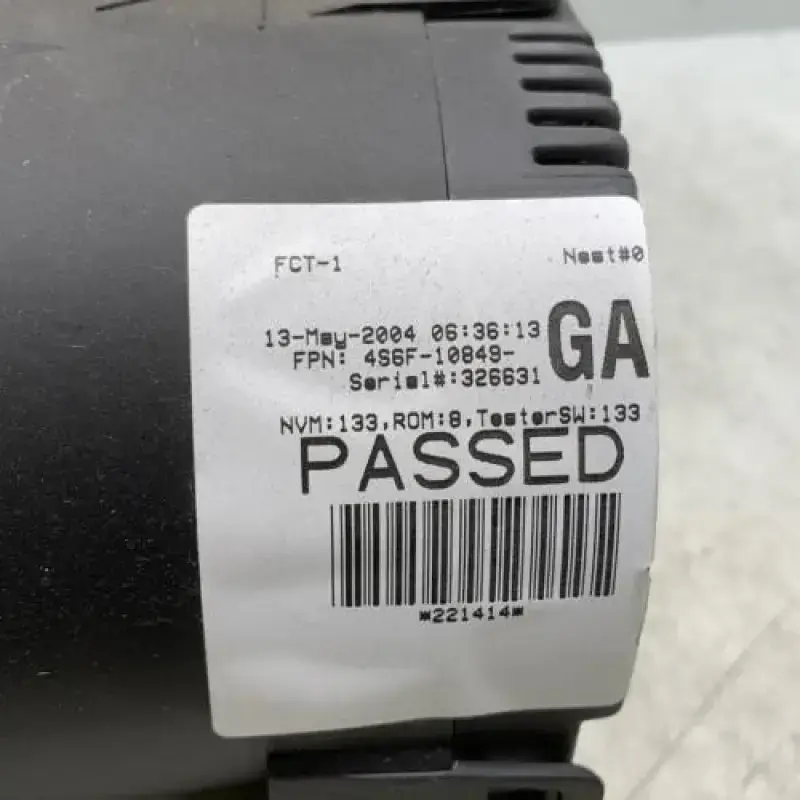 FCT-1 Nest#0
13-May-2004 06:36:13
FPN: 4S6F-10849- GA
Serial#:326631
NVM:133,ROM:8,TesterSW:133
PASSED
*221414*